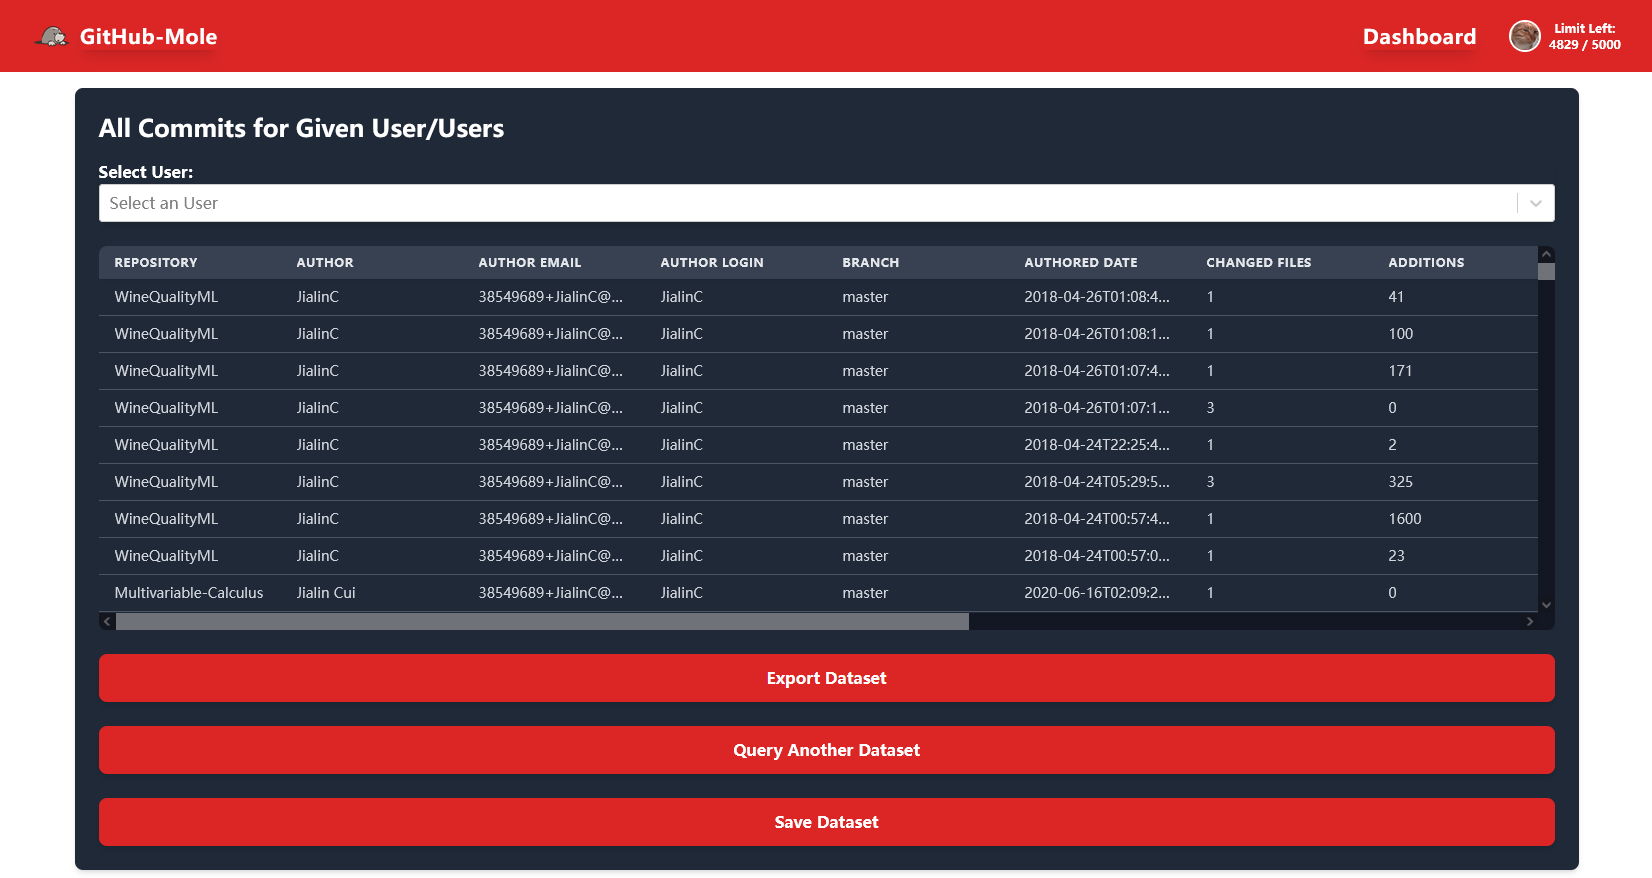 GitHub-Mole
Dashboard
Limit Left:
4829 / 5000
All Commits for Given User/Users
Select User:
Select an User
REPOSITORY AUTHOR AUTHOR EMAIL AUTHOR LOGIN BRANCH AUTHORED DATE CHANGED FILES ADDITIONS
WineQualityML JialinC 38549689+JialinC@... JialinC master 2018-04-26T01:08:4... 1 41
WineQualityML JialinC 38549689+JialinC@... JialinC master 2018-04-26T01:08:1... 1 100
WineQualityML JialinC 38549689+JialinC@... JialinC master 2018-04-26T01:07:4... 1 171
WineQualityML JialinC 38549689+JialinC@... JialinC master 2018-04-26T01:07:1... 3 0
WineQualityML JialinC 38549689+JialinC@... JialinC master 2018-04-24T22:25:4... 1 2
WineQualityML JialinC 38549689+JialinC@... JialinC master 2018-04-24T05:29:5... 3 325
WineQualityML JialinC 38549689+JialinC@... JialinC master 2018-04-24T00:57:4... 1 1600
WineQualityML JialinC 38549689+JialinC@... JialinC master 2018-04-24T00:57:0... 1 23
Multivariable-Calculus Jialin Cui 38549689+JialinC@... JialinC master 2020-06-16T02:09:2... 1 0
Export Dataset
Query Another Dataset
Save Dataset